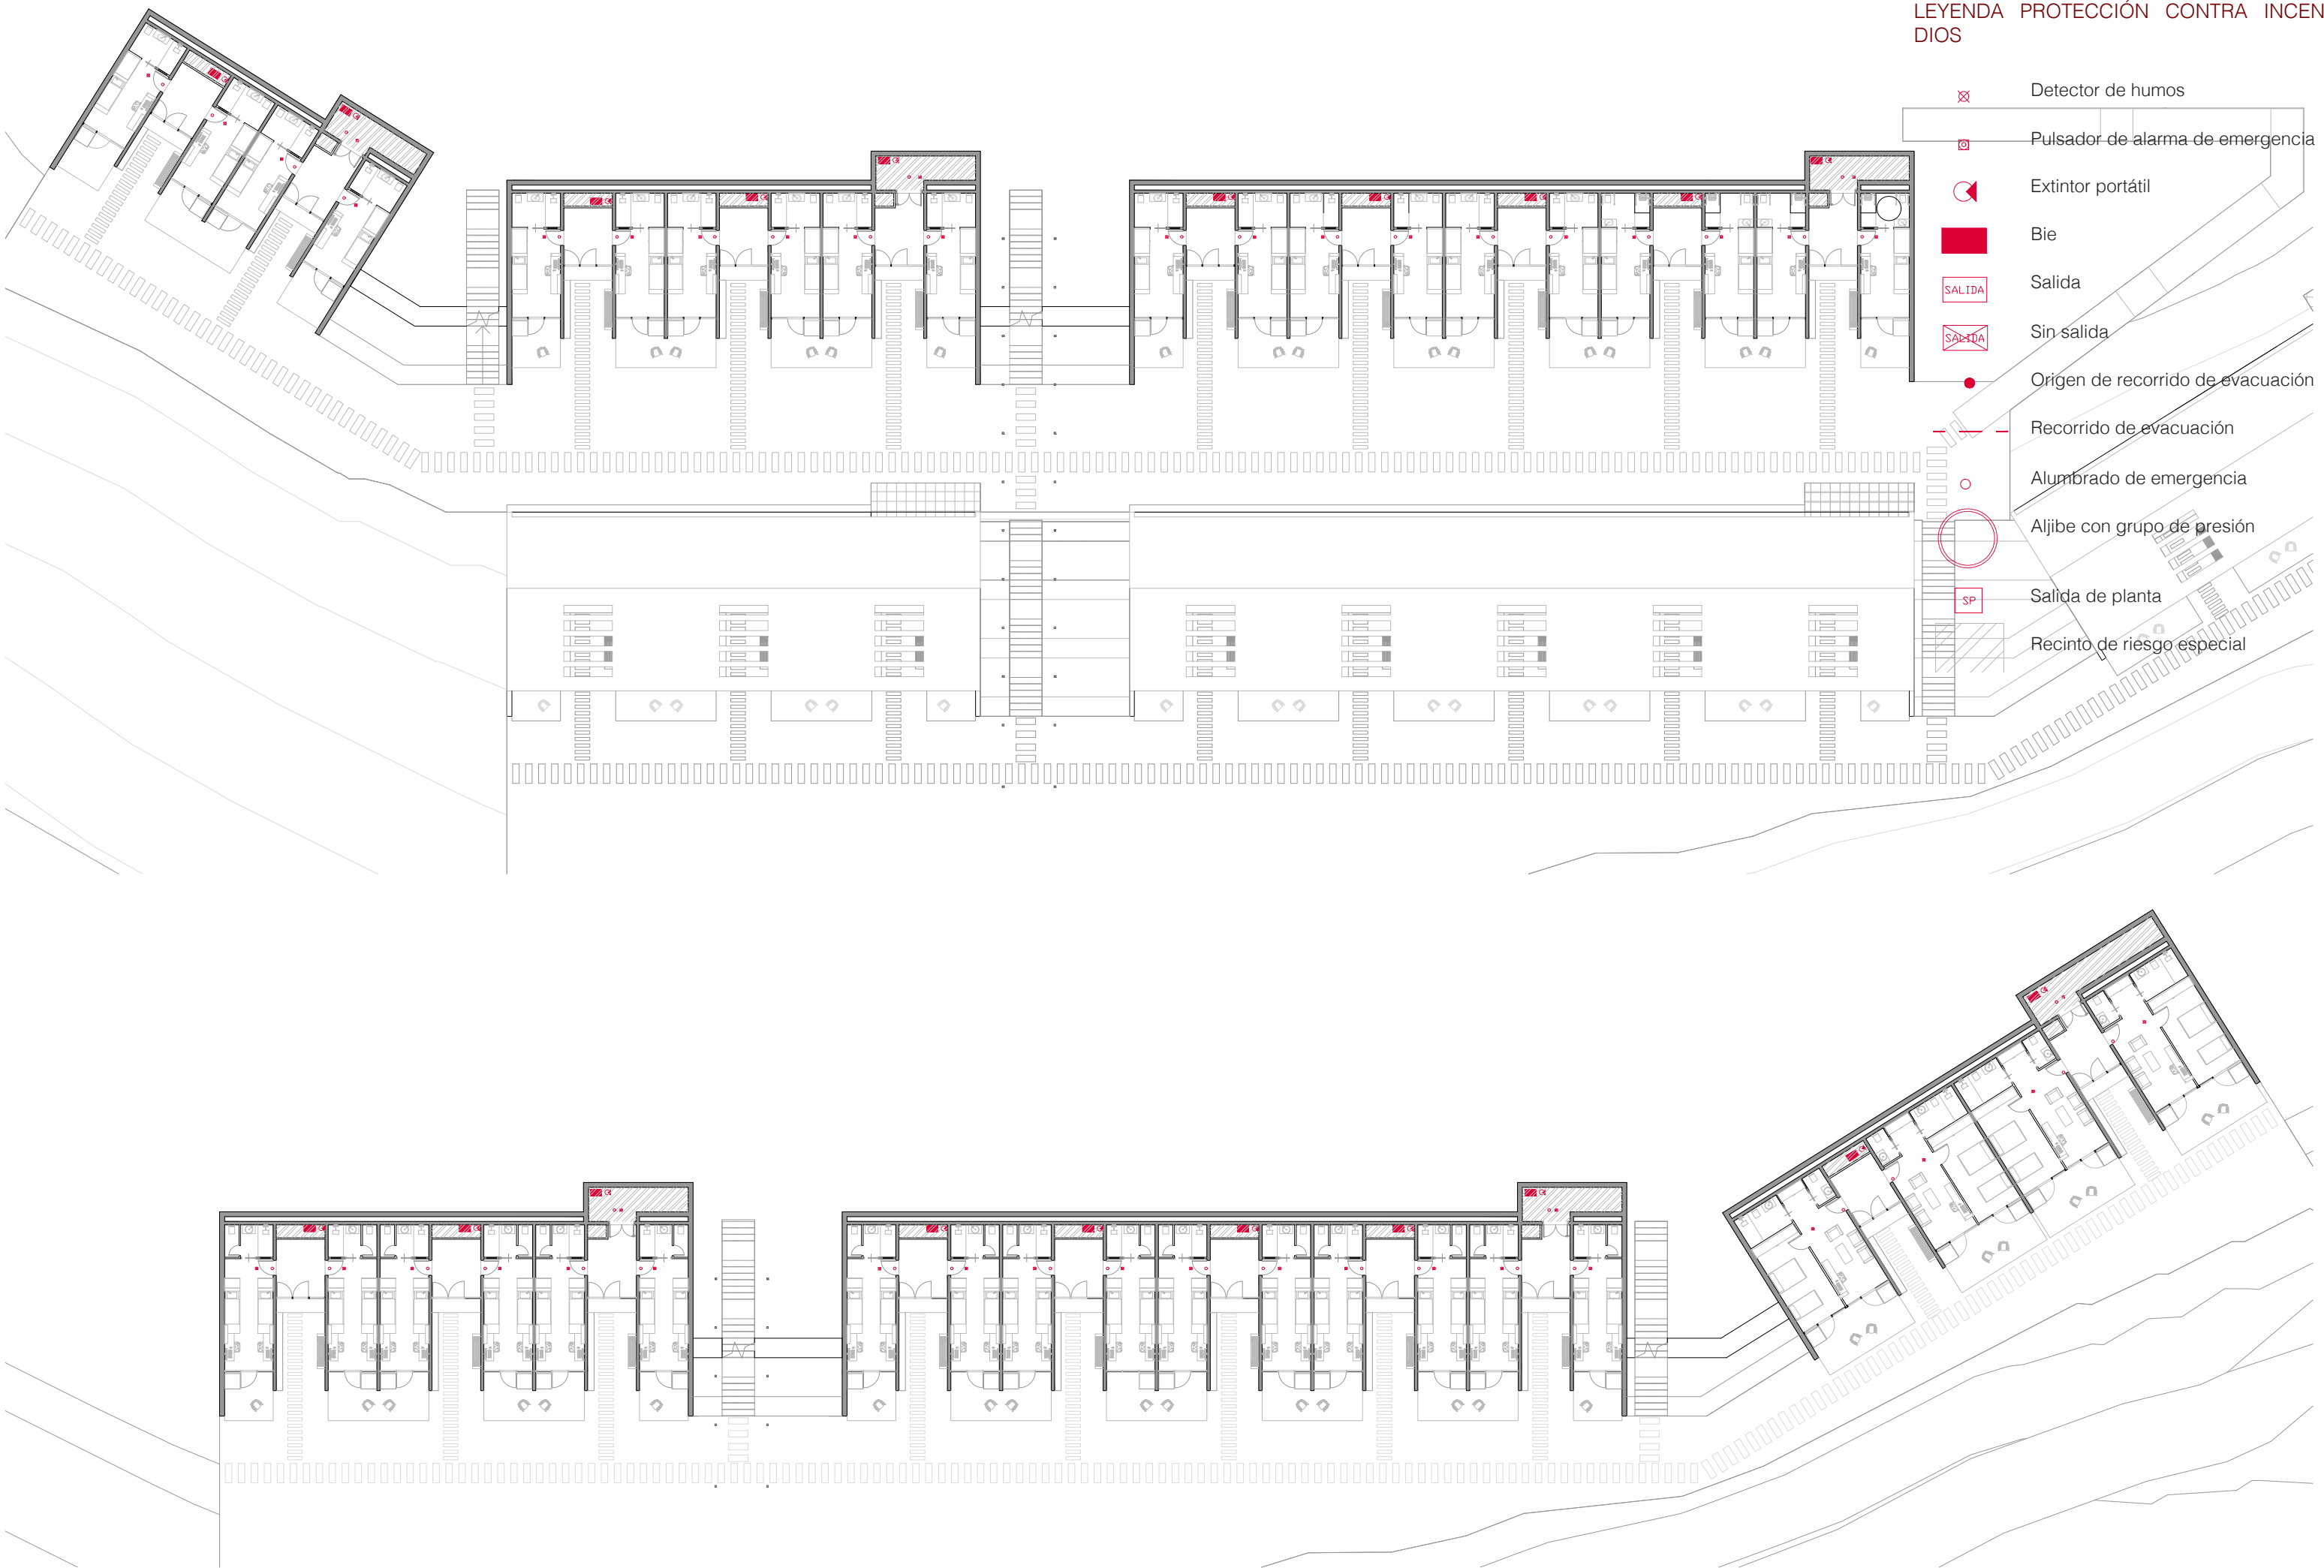 LEYENDA PROTECCIÓN CONTRA INCEN
DIOS
Detector de humos
Pulsador de alarma de emergencia
Extintor portátil
Bie
SALIDA Salida
SALIDA Sin salida
Origen de recorrido de evacuación
Recorrido de evacuación
Alumbrado de emergencia
Aljibe con grupo de presión
SP Salida de planta
Recinto de riesgo especial